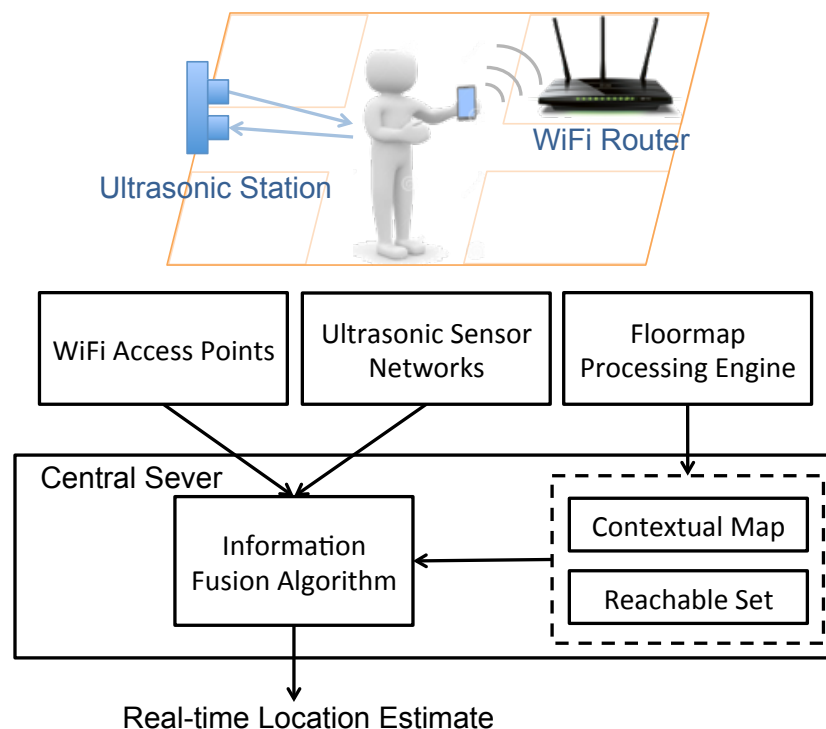 WiFi Router
Ultrasonic Station
WiFi Access Points
Ultrasonic Sensor
Networks
Floormap
Processing Engine
Central Sever
Information
Fusion Algorithm
Contextual Map
Reachable Set
Real-time Location Estimate